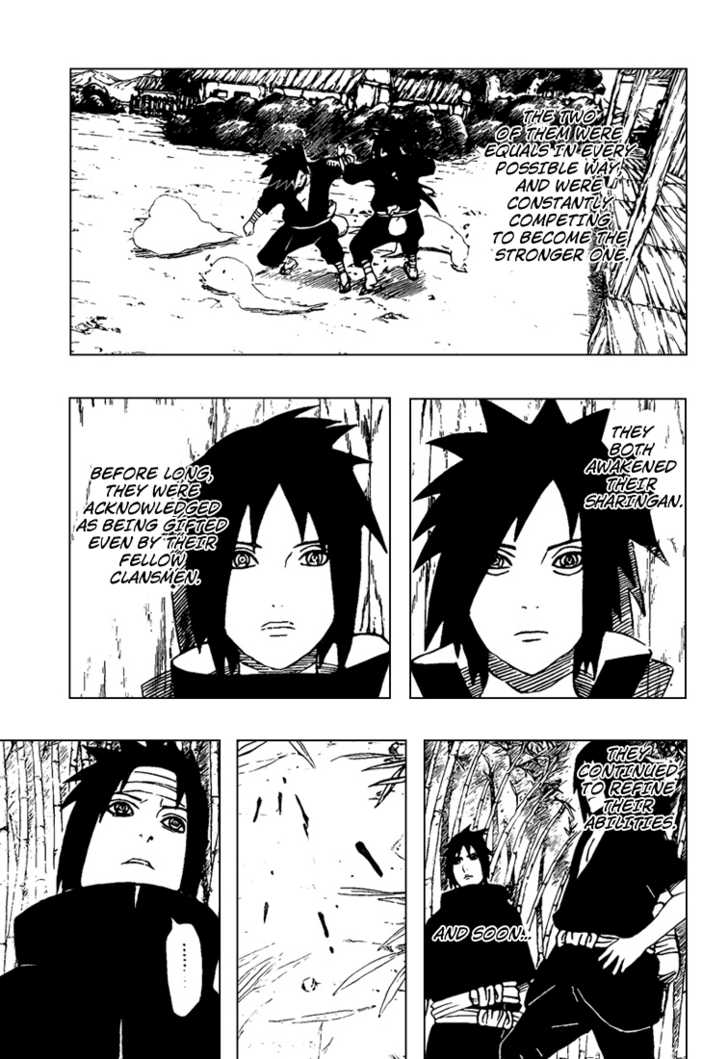 THE TWO
OF THEM WERE
EQUALS IN EVERY
POSSIBLE WAY,
AND WERE
CONSTANTLY
COMPETING
TO BECOME THE
STRONGER ONE.
THEY
BOTH
AWAKENED
THEIR
SHARINGAN.
BEFORE LONG,
THEY WERE
ACKNOWLEDGED
AS BEING GIFTED
EVEN BY THEIR
FELLOW
CLANSMEN.
THEY
CONTINUED
TO REFINE
THEIR
ABILITIES.
AND SOON...
........